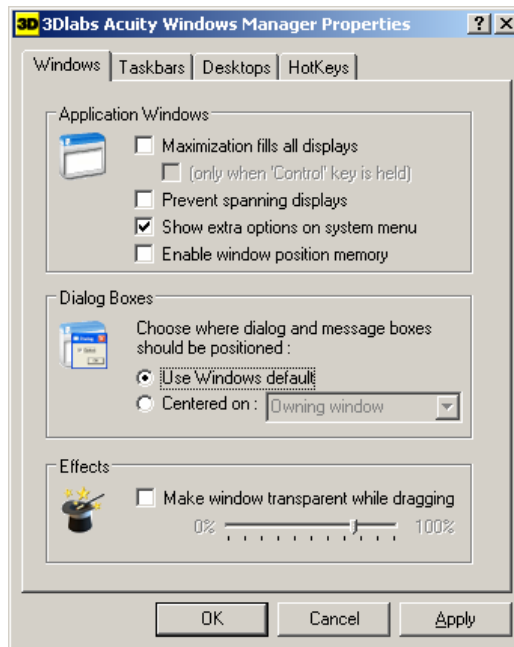 3D 3Dlabs Acuity Windows Manager Properties
Windows Taskbars Desktops HotKeys
Application Windows
Maximization fills all displays
(only when 'Control' key is held)
Prevent spanning displays
Show extra options on system menu
Enable window position memory
Dialog Boxes
Choose where dialog and message boxes
should be positioned :
Use Windows default
Centered on : Owning window
Effects
Make window transparent while dragging
0% 100%
OK Cancel Apply